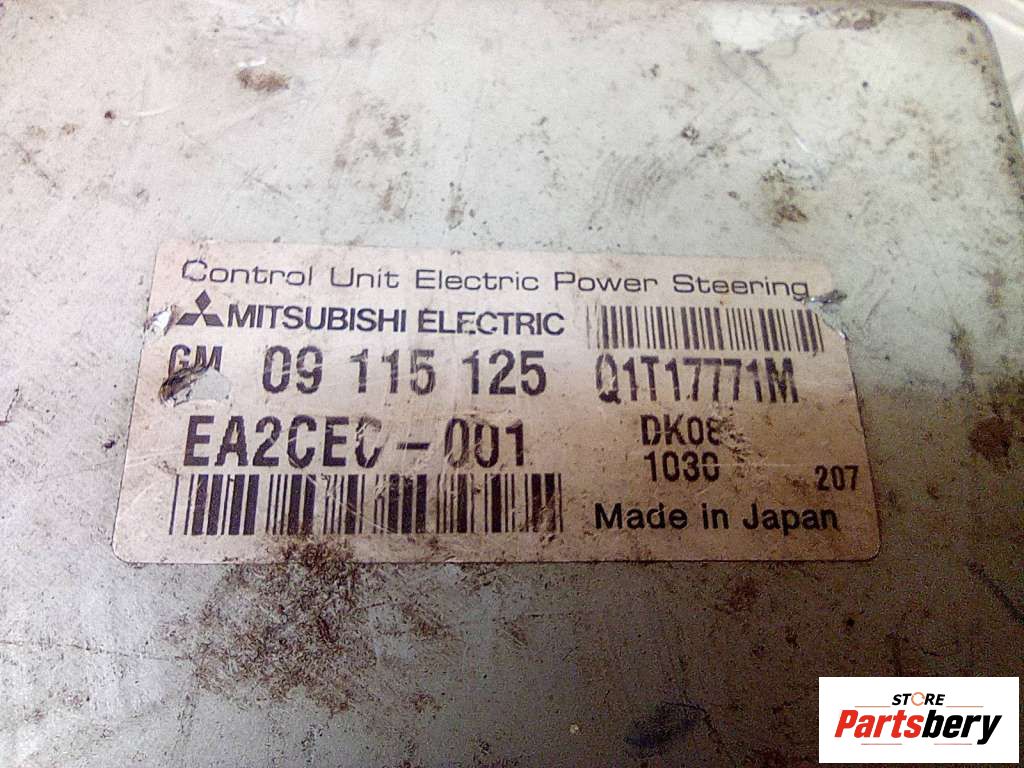 Control Unit Electric Power Steering
MITSUBISHI ELECTRIC
GM 09 115 125 Q1T17771M
EA2CEC-001 DK08
1030 207
Made in Japan
STORE
Partsbery